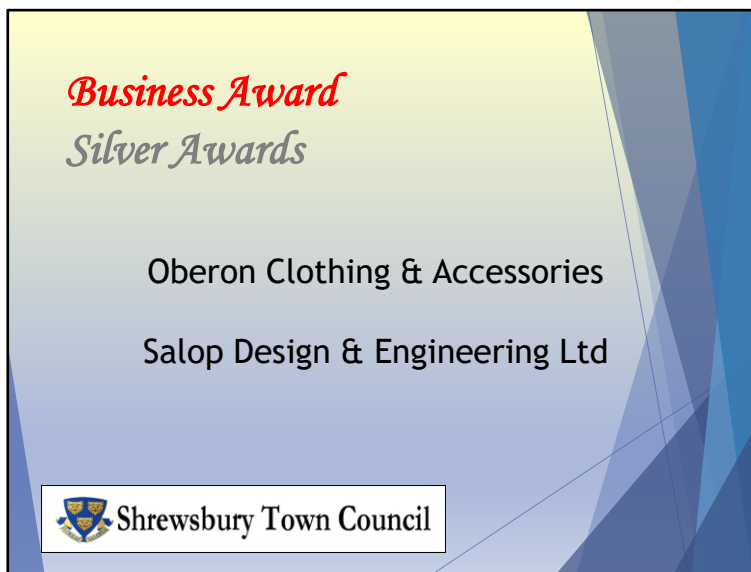 Business Award
Silver Awards
Oberon Clothing & Accessories
Salop Design & Engineering Ltd
Shrewsbury Town Council